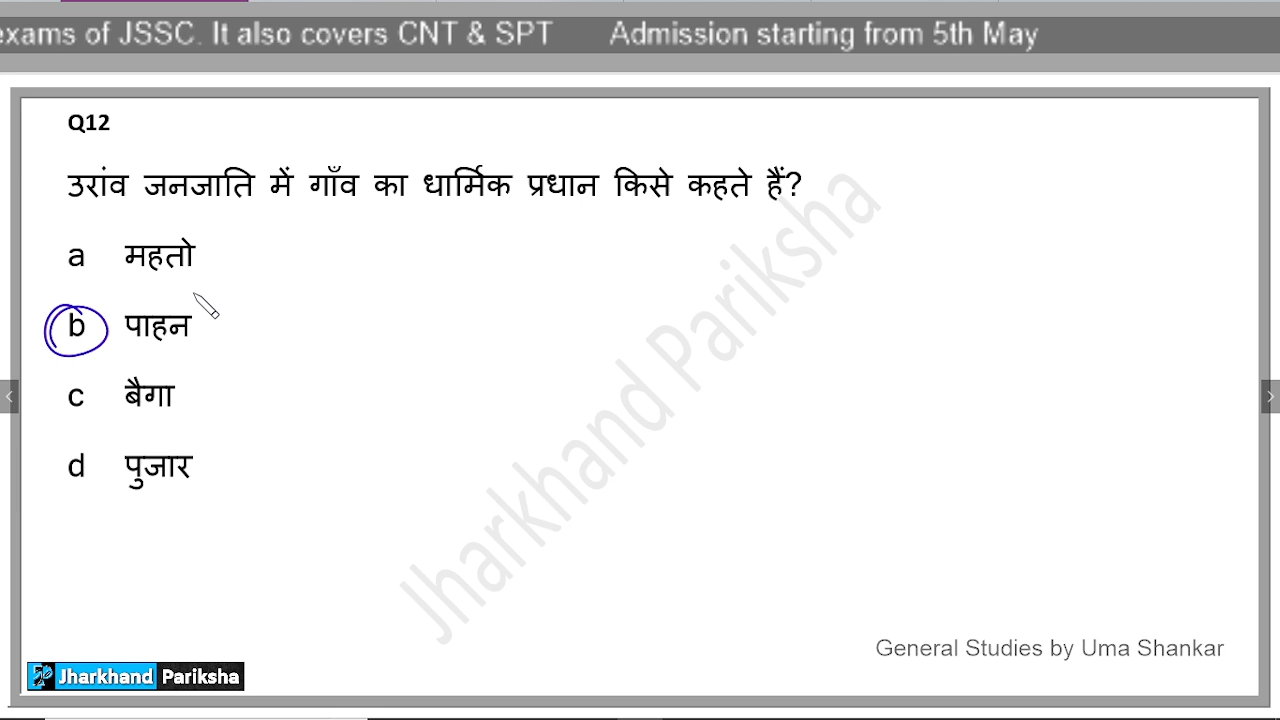 exams of JSSC. It also covers CNT & SPT Admission starting from 5th May
Q12
उरांव जनजाति में गाँव का धार्मिक प्रधान किसे कहते हैं?
a महतो
b पाहन
c बैगा
d पुजार
Jharkhand Pariksha
General Studies by Uma Shankar
Jharkhand Pariksha